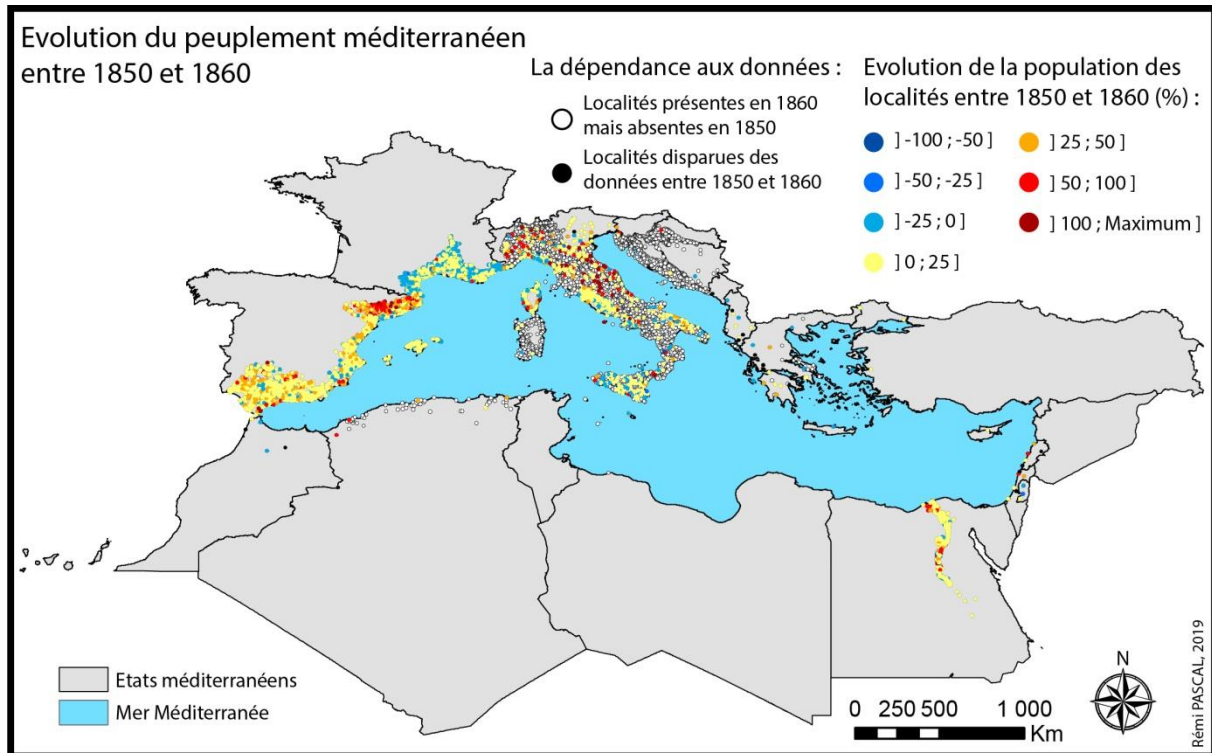 Evolution du peuplement méditerranéen
entre 1850 et 1860
La dépendance aux données :
Localités présentes en 1860
mais absentes en 1850
Localités disparues des
données entre 1850 et 1860
Evolution de la population des
localités entre 1850 et 1860 (%) :
] -100 ; -50 ]
] -50 ; -25 ]
] -25 ; 0 ]
] 0 ; 25 ]
] 25 ; 50 ]
] 50 ; 100 ]
] 100 ; Maximum ]
Etats méditerranéens
Mer Méditerranée
0 250 500 1 000
Km
N
Rémi PASCAL, 2019